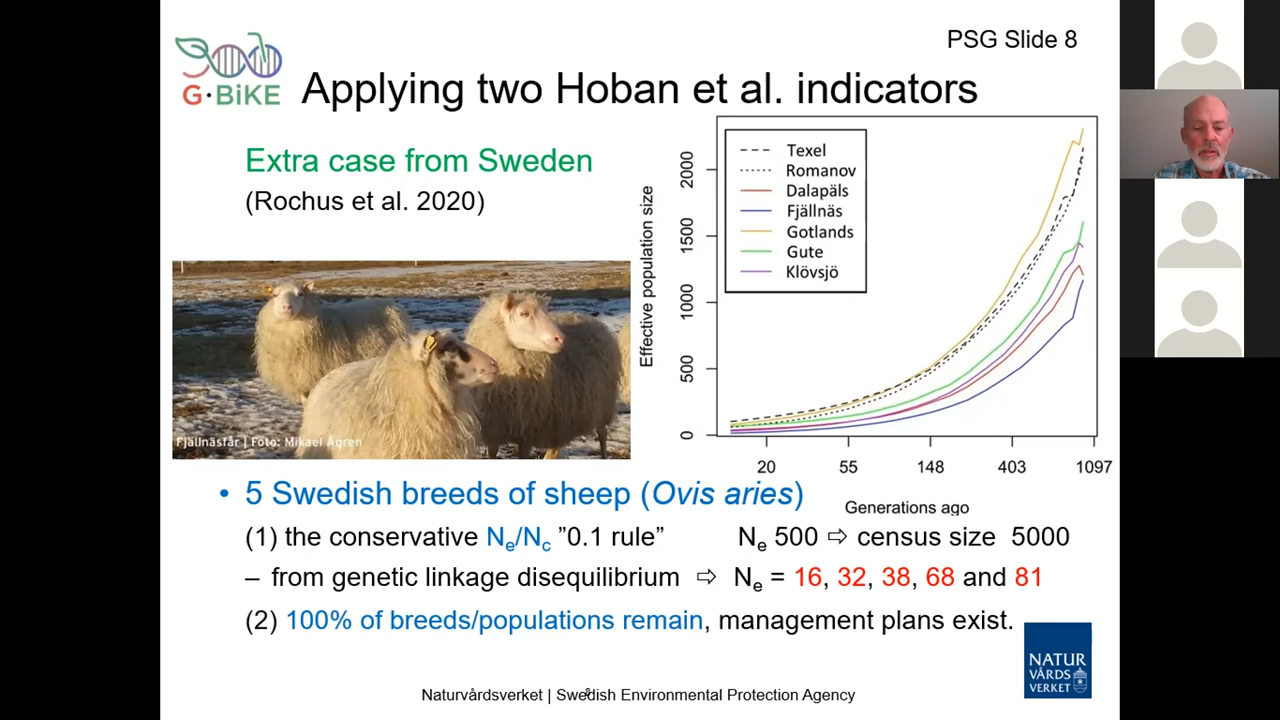 PSG Slide 8
G·BiKE
Applying two Hoban et al. indicators
Extra case from Sweden
(Rochus et al. 2020)
Texel
Romanov
Dalapäls
Fjällnäs
Gotlands
Gute
Klövsjö
Effective population size
2000
1500
1000
500
0
20 55 148 403 1097
Generations ago
Fjällnäsfår | Foto: Mikael Ågren
• 5 Swedish breeds of sheep (Ovis aries)
(1) the conservative Ne/Nc ”0.1 rule” Ne 500 ⇨ census size 5000
– from genetic linkage disequilibrium ⇨ Ne = 16, 32, 38, 68 and 81
(2) 100% of breeds/populations remain, management plans exist.
NATUR
VÅRDS
VERKET
Naturvårdsverket | Swedish Environmental Protection Agency